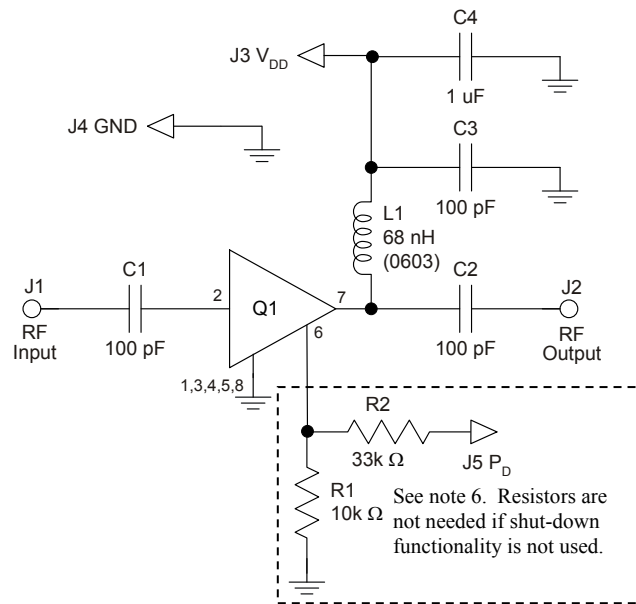 C4
J3 V_DD
1 uF
J4 GND
C3
100 pF
L1
68 nH
(0603)
C1
C2
J1
J2
2
Q1
7
6
RF
Input
100 pF
100 pF
RF
Output
1,3,4,5,8
R2
33k Ω
J5 P_D
R1
10k Ω
See note 6. Resistors are
not needed if shut-down
functionality is not used.